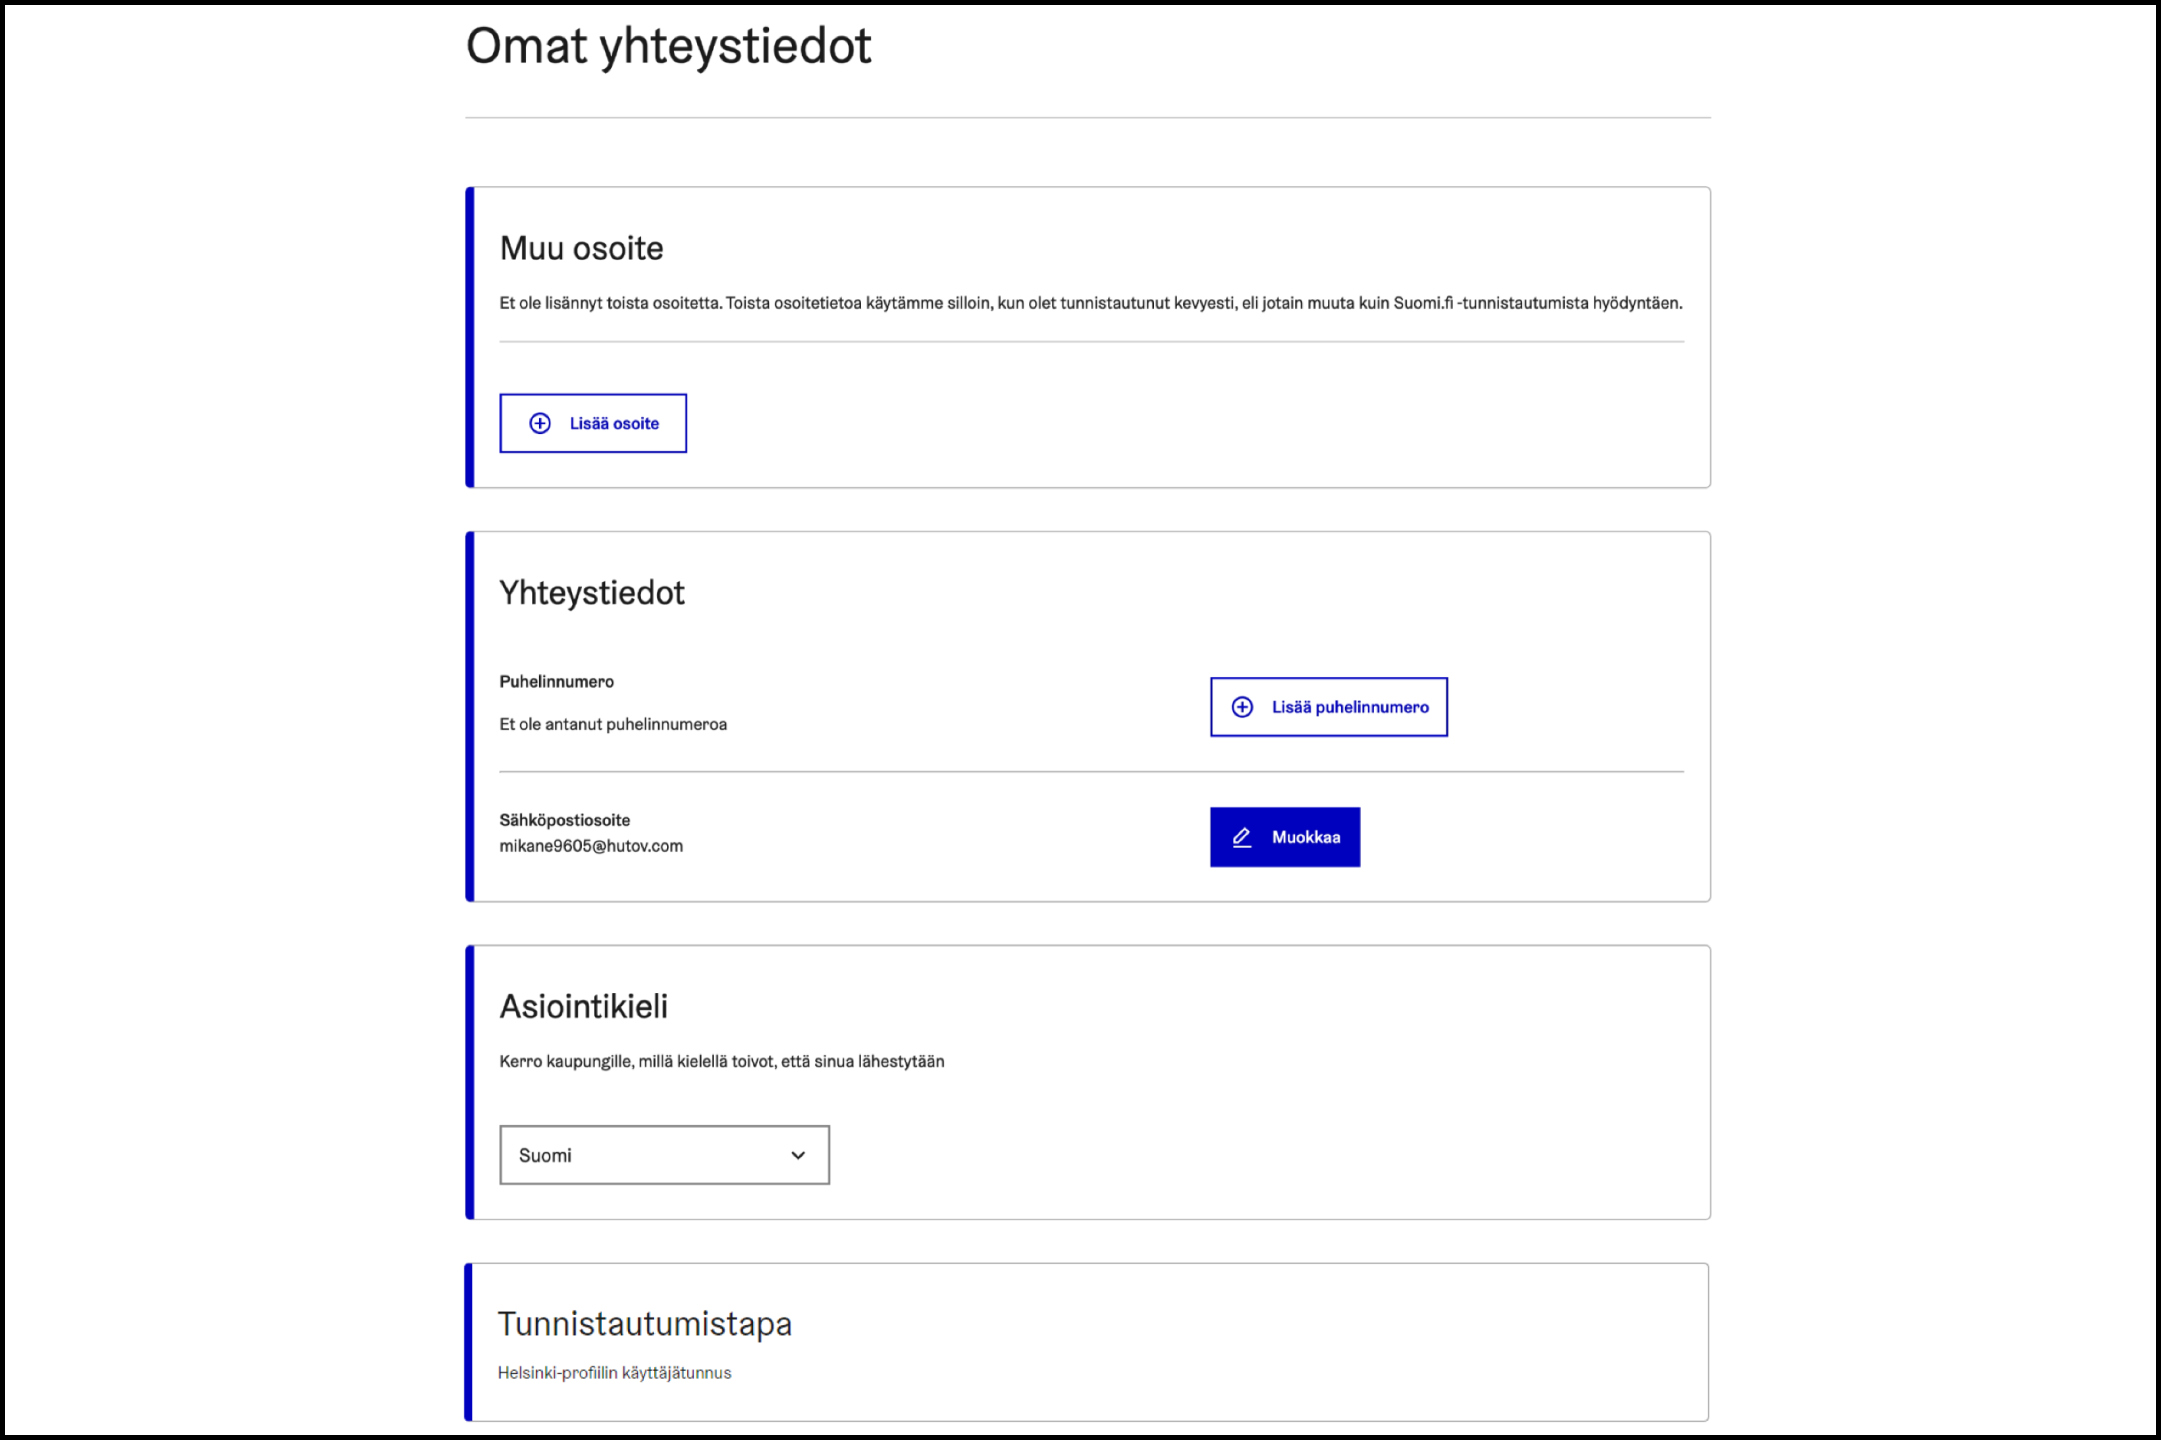 Omat yhteystiedot
Muu osoite
Et ole lisännyt toista osoitetta. Toista osoitetietoa käytämme silloin, kun olet tunnistautunut kevyesti, eli jotain muuta kuin Suomi.fi -tunnistautumista hyödyntäen.
Lisää osoite
Yhteystiedot
Puhelinnumero
Et ole antanut puhelinnumeroa
Lisää puhelinnumero
Sähköpostiosoite
mikane9605@hutov.com
Muokkaa
Asiointikieli
Kerro kaupungille, millä kielellä toivot, että sinua lähestytään
Suomi
Tunnistautumistapa
Helsinki-profiilin käyttäjätunnus